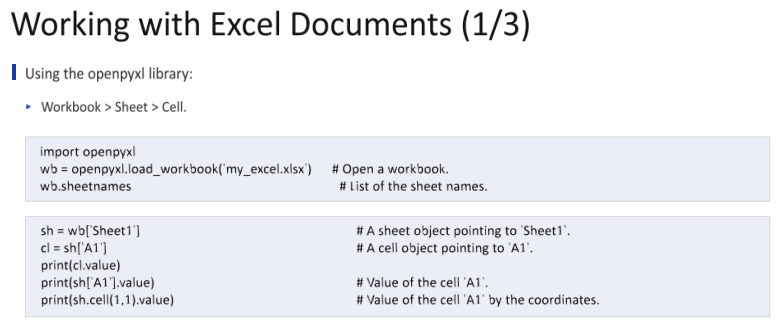 Working with Excel Documents (1/3)
Using the openpyxl library:
Workbook > Sheet > Cell.
import openpyxl
wb = openpyxl.load_workbook('my_excel.xlsx') # Open a workbook.
wb.sheetnames # List of the sheet names.
sh = wb['Sheet1'] # A sheet object pointing to 'Sheet1'.
cl = sh['A1'] # A cell object pointing to 'A1'.
print(cl.value)
print(sh['A1'].value) # Value of the cell 'A1'.
print(sh.cell(1,1).value) # Value of the cell 'A1' by the coordinates.